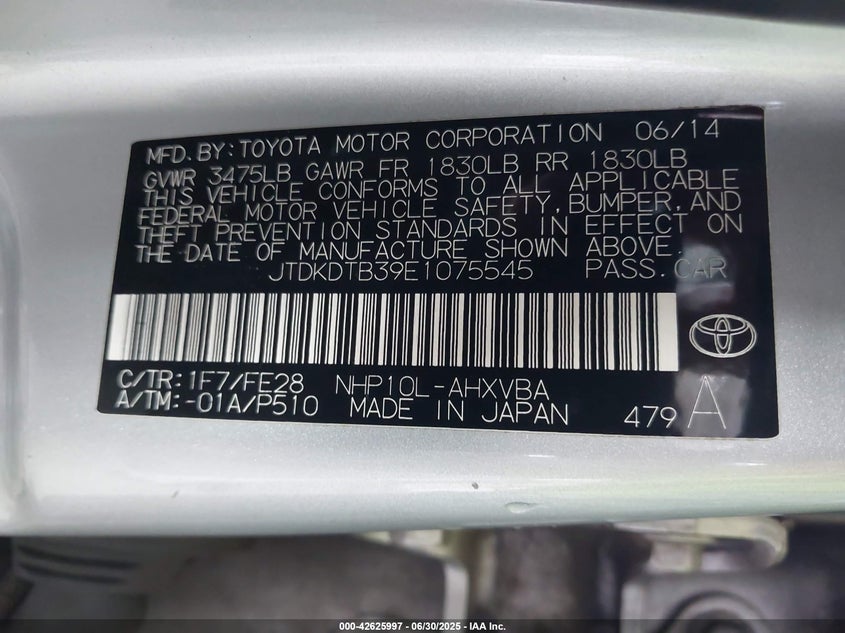 MFD.BY:TOYOTA MOTOR CORPORATION 06/14
GVWR 3475LB GAWR FR 1830LB RR 1830LB
THIS VEHICLE CONFORMS TO ALL APPLICABLE
FEDERAL MOTOR VEHICLE SAFETY,BUMPER,AND
THEFT PREVENTION STANDARDS IN EFFECT ON
THE DATE OF MANUFACTURE SHOWN ABOVE.
JTDKDTB39E1075545 PASS.CAR
C/TR:1F7/FE28 NHP10L-AHXVBA
A/TM:-01A/P510 MADE IN JAPAN 479 A
000-42625997 - 06/30/2025 - IAA Inc.